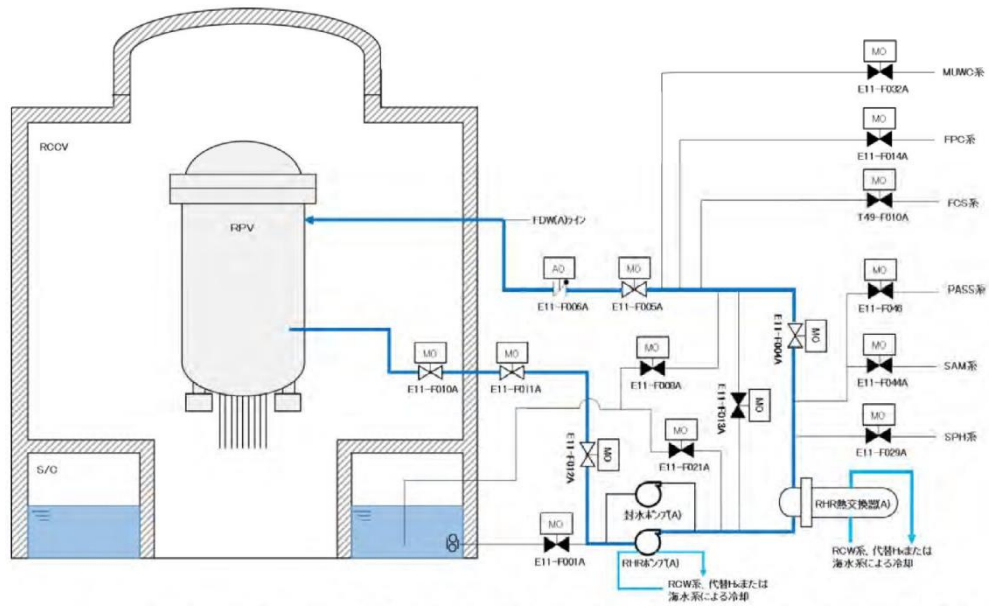 MO
MUWC系
E11-F032A
MO
FPC系
E11-F014A
MO
FCS系
T49-F010A
RCCV
RPV
FDW(A)ライン
AO
E11-F006A
MO
E11-F005A
MO
PASS系
E11-F046
MO
E11-F004A
MO
E11-F010A
MO
E11-F011A
MO
E11-F008A
MO
E11-F013A
MO
SAM系
E11-F044A
MO
E11-F012A
MO
E11-F021A
MO
SPH系
E11-F029A
S/C
封水ポンプ(A)
RHR熱交換器(A)
MO
E11-F001A
RHRポンプ(A)
RCW系、代替Hxまたは
海水系による冷却
RCW系、代替Hxまたは
海水系による冷却